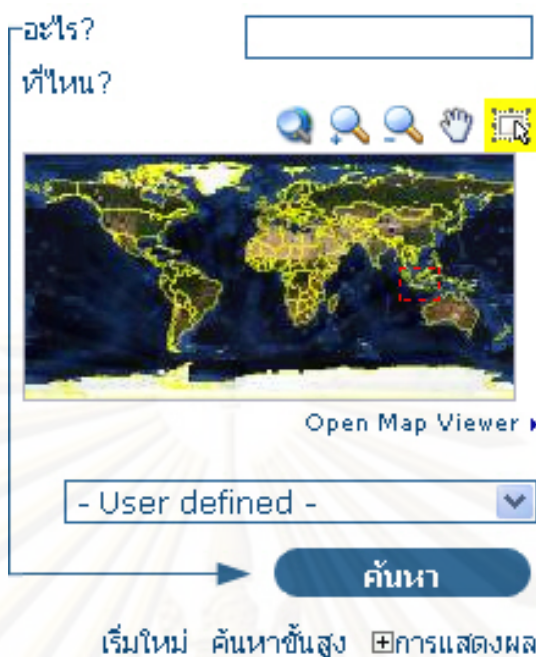 อะไร?
ที่ไหน?
Open Map Viewer
- User defined -
ค้นหา
เริ่มใหม่ ค้นหาขั้นสูง การแสดงผล